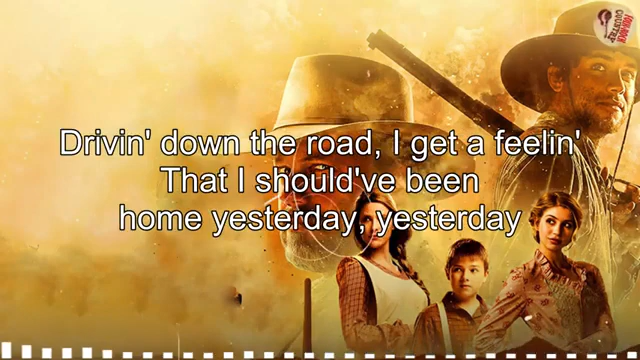 Drivin' down the road, I get a feelin'
That I should've been
home yesterday, yesterday